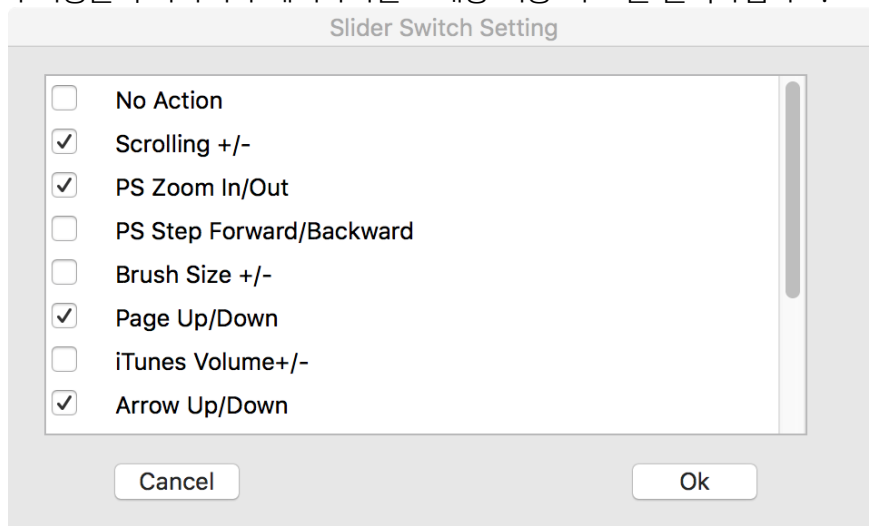 Slider Switch Setting
No Action
Scrolling +/-
PS Zoom In/Out
PS Step Forward/Backward
Brush Size +/-
Page Up/Down
iTunes Volume+/-
Arrow Up/Down
Cancel
Ok